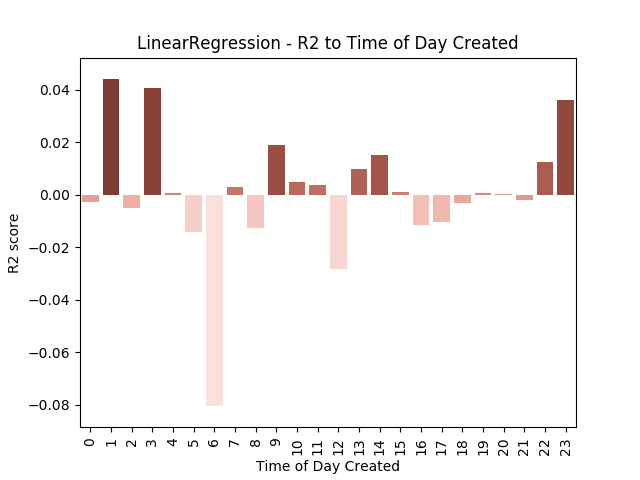 LinearRegression - R2 to Time of Day Created
0.04
0.02
0.00
−0.02
−0.04
−0.06
−0.08
R2 score
0 1 2 3 4 5 6 7 8 9 10 11 12 13 14 15 16 17 18 19 20 21 22 23
Time of Day Created